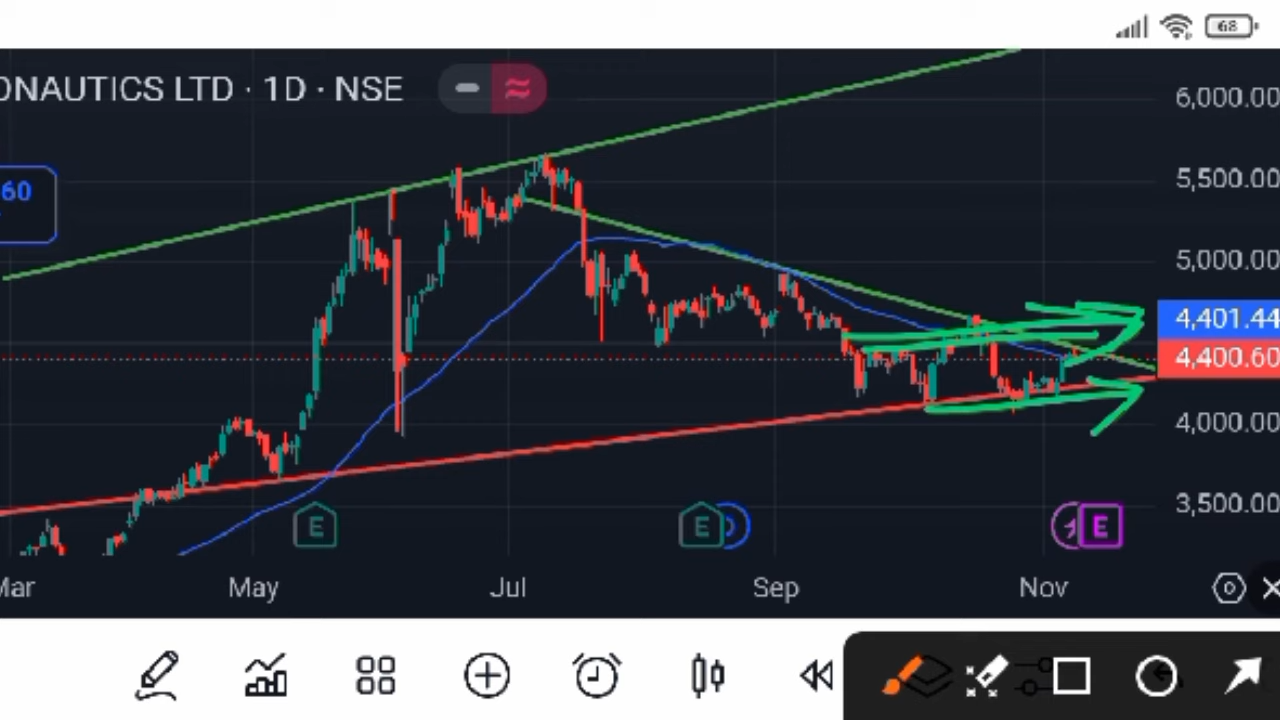 68
ONAUTICS LTD · 1D · NSE
6,000.00
5,500.00
60
5,000.00
4,401.44
4,400.60
4,000.00
3,500.00
E
E
E
Mar
May
Jul
Sep
Nov